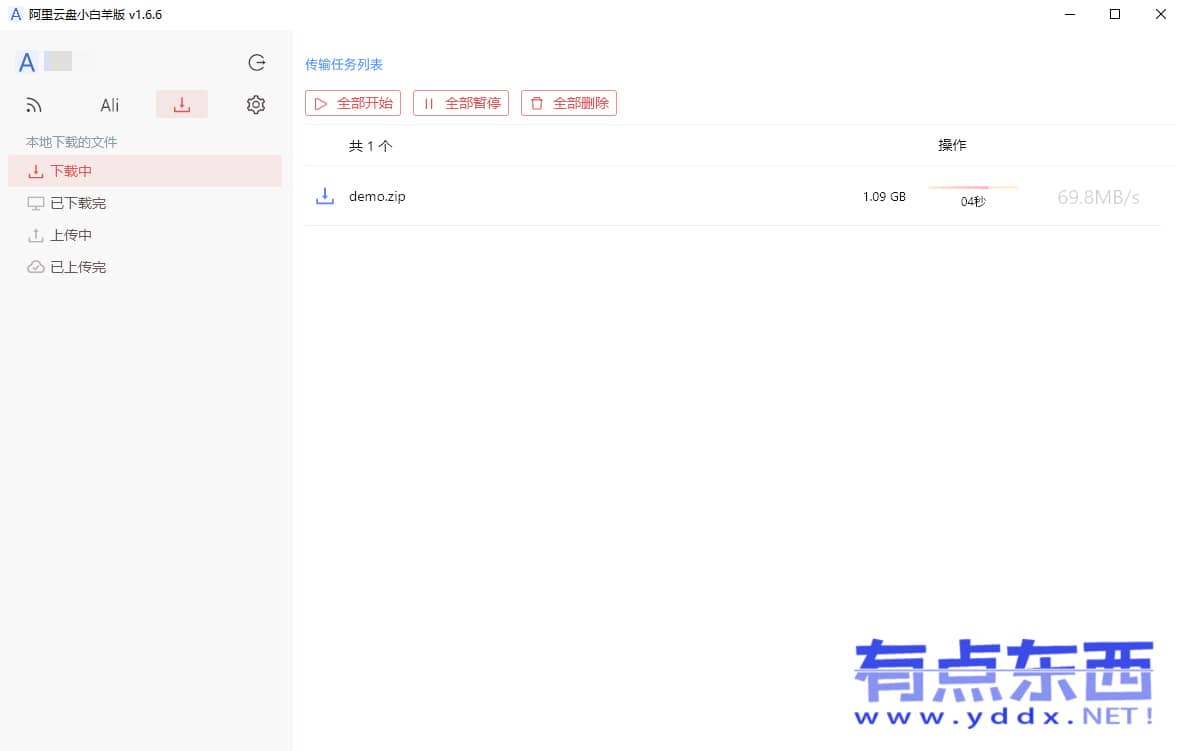 阿里云盘小白羊版 v1.6.6
A
Ali
本地下载的文件
下载中
已下载完
上传中
已上传完
传输任务列表
全部开始 全部暂停 全部删除
共 1 个 操作
demo.zip 1.09 GB 04秒 69.8MB/s
有点东西
www.yddx.NET!